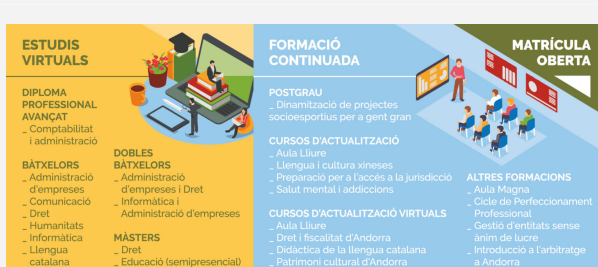 ESTUDIS
VIRTUALS
DIPLOMA
PROFESSIONAL
AVANÇAT
_ Comptabilitat
i administració
BÀTXELORS
_ Administració
d'empreses
_ Comunicació
_ Dret
_ Humanitats
_ Informàtica
_ Llengua
catalana
DOBLES
BÀTXELORS
_ Administració
d'empreses i Dret
_ Informàtica i
Administració d'empreses
MÀSTERS
_ Dret
_ Educació (semipresencial)
FORMACIÓ
CONTINUADA
POSTGRAU
_ Dinamització de projectes
socioesportius per a gent gran
CURSOS D'ACTUALITZACIÓ
_ Aula Lliure
_ Llengua i cultura xineses
_ Preparació per a l'accés a la jurisdicció
_ Salut mental i addiccions
CURSOS D'ACTUALITZACIÓ VIRTUALS
_ Aula Lliure
_ Dret i fiscalitat d'Andorra
_ Didàctica de la llengua catalana
_ Patrimoni cultural d'Andorra
MATRÍCULA
OBERTA
ALTRES FORMACIONS
_ Aula Magna
_ Cicle de Perfeccionament
Professional
_ Gestió d'entitats sense
ànim de lucre
_ Introducció a l'arbitratge
a Andorra